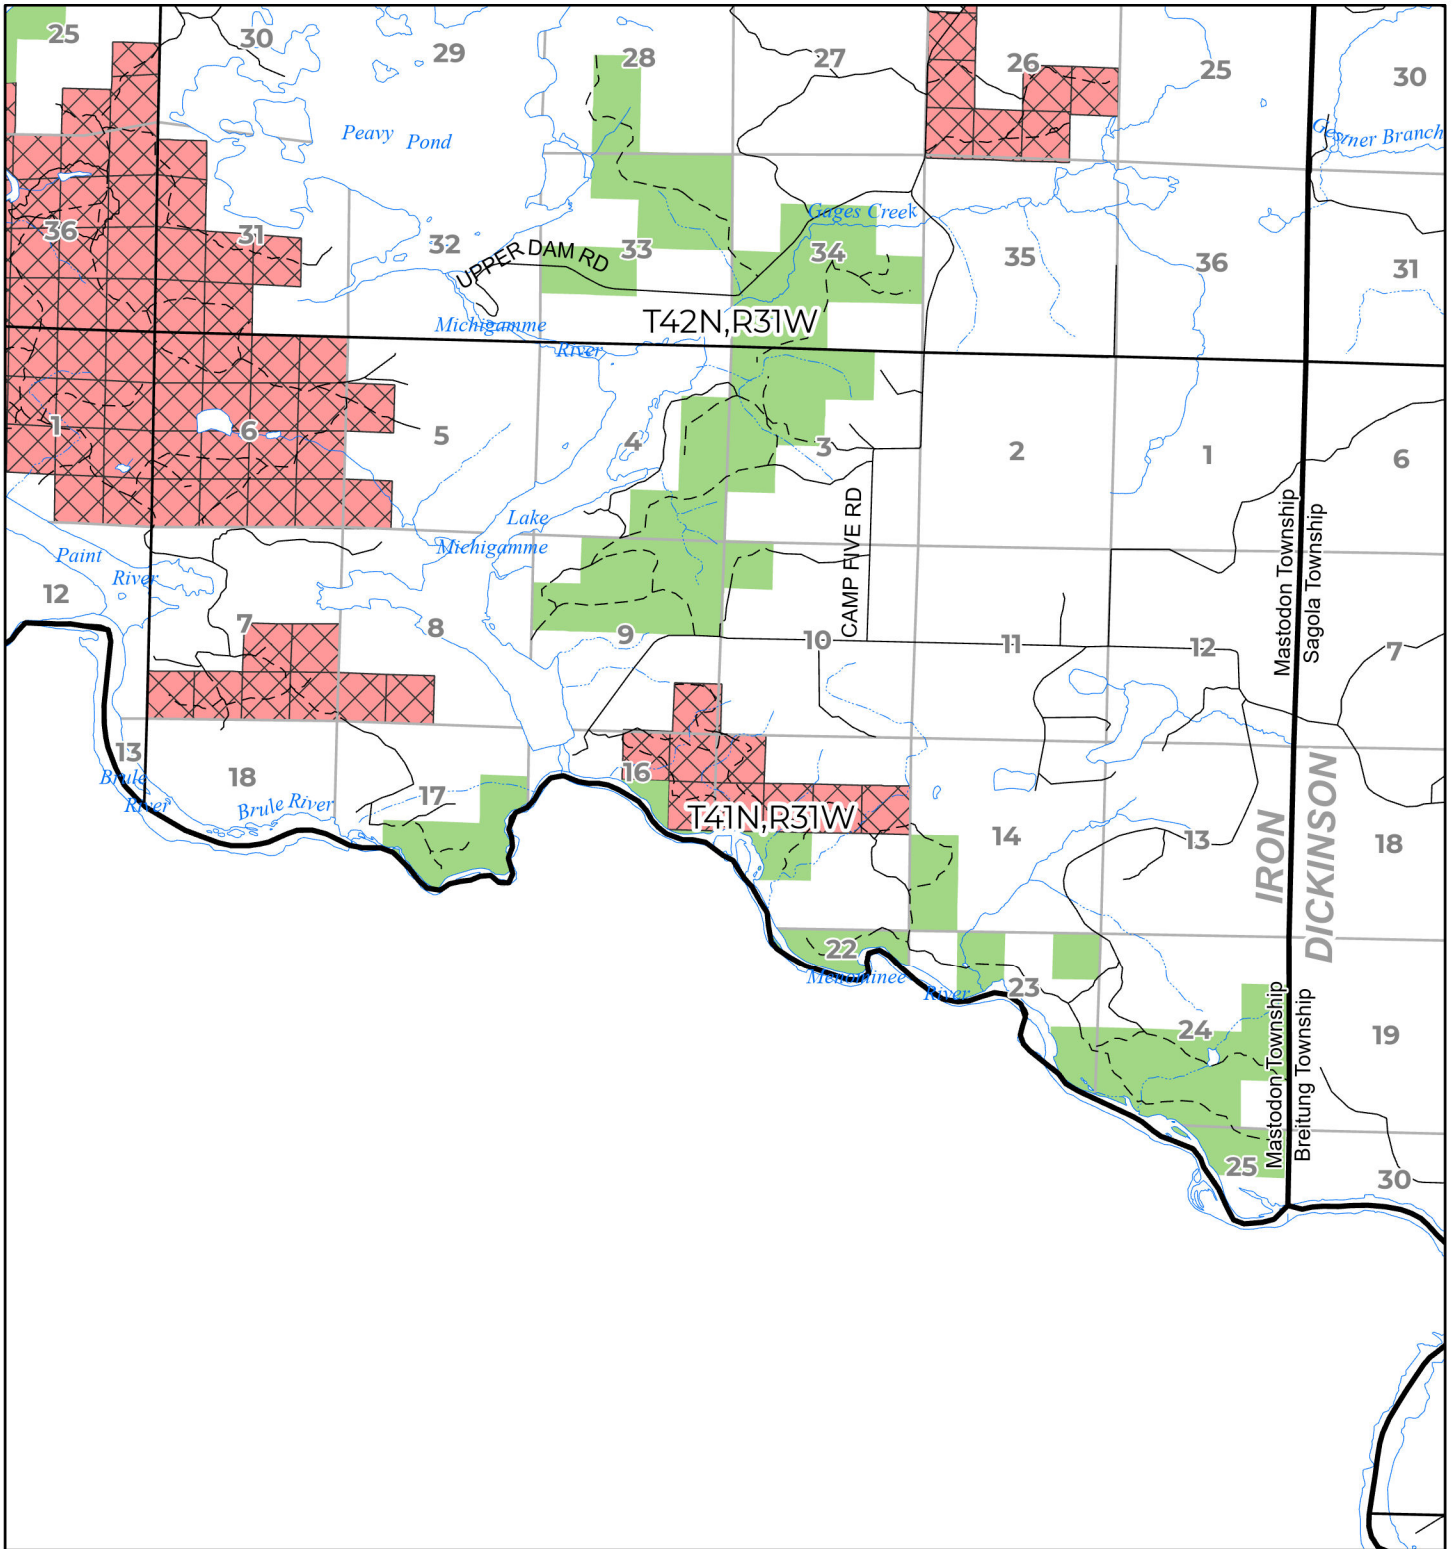 25
30
29
28
27
26
25
30
Peavy Pond
Gestner Branch
36
31
32
33
34
35
36
31
Gages Creek
UPPER DAM RD
T42N,R31W
Michigamme
River
1
6
5
4
3
2
1
6
Lake
Michigamme
CAMP FIVE RD
Mastodon Township
Sagola Township
Paint
River
12
7
8
9
10
11
12
7
13
Brule
River
18
Brule River
17
16
T41N,R31W
14
13
18
IRON
DICKINSON
22
Menominee
River
23
24
19
Mastodon Township
Breitung Township
25
30